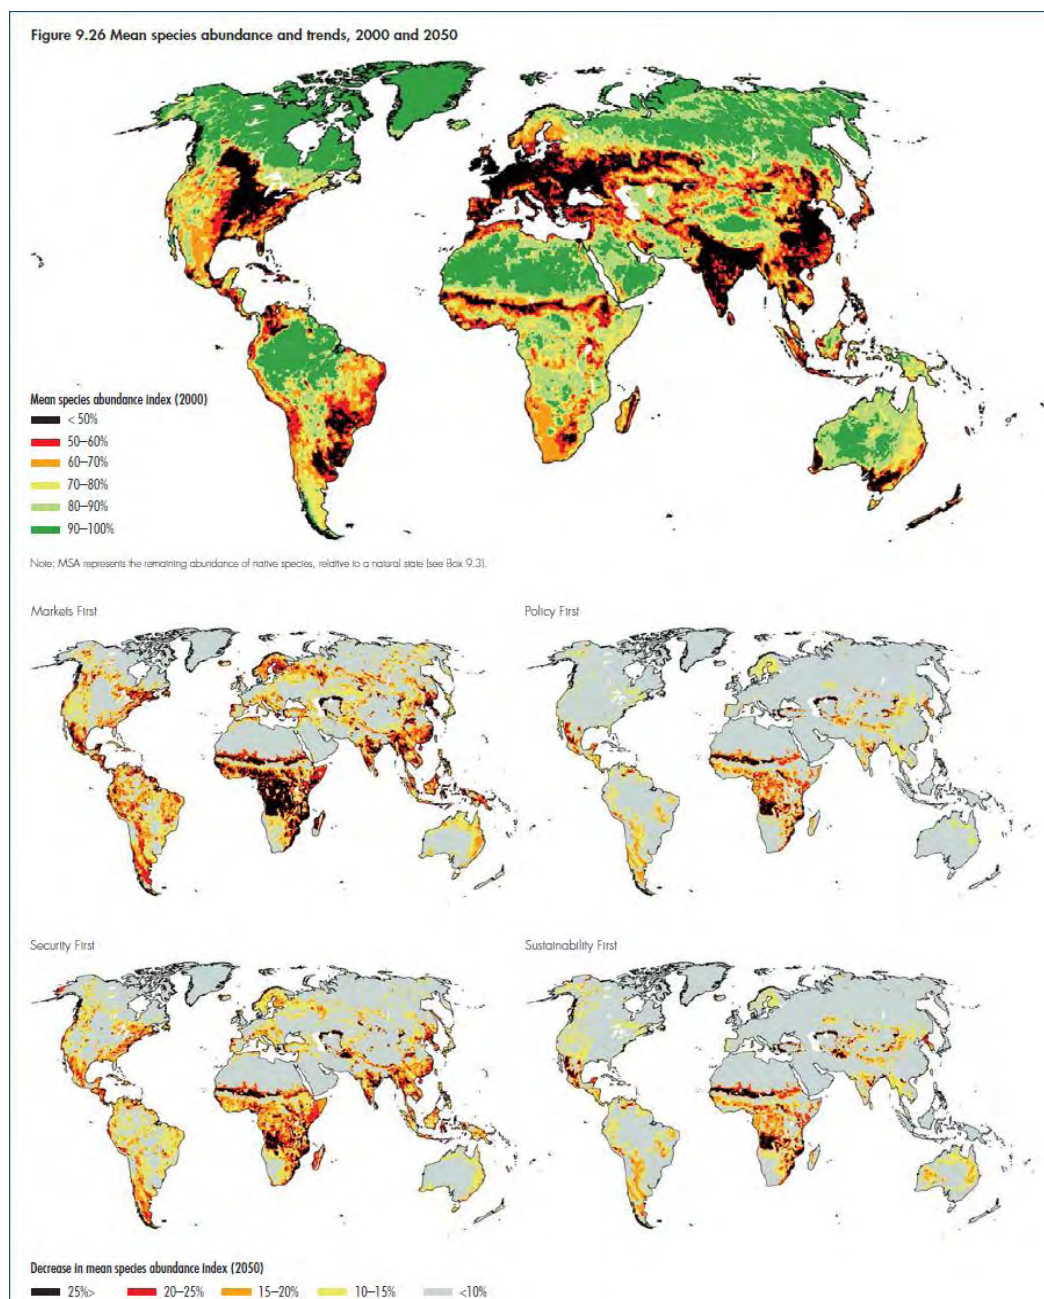 Figure 9.26 Mean species abundance and trends, 2000 and 2050
Mean species abundance index (2000)
< 50%
50–60%
60–70%
70–80%
80–90%
90–100%
Note: MSA represents the remaining abundance of native species, relative to a natural state (see Box 9.3).
Markets First
Policy First
Security First
Sustainability First
Decrease in mean species abundance index (2050)
25%> 20–25% 15–20% 10–15% <10%